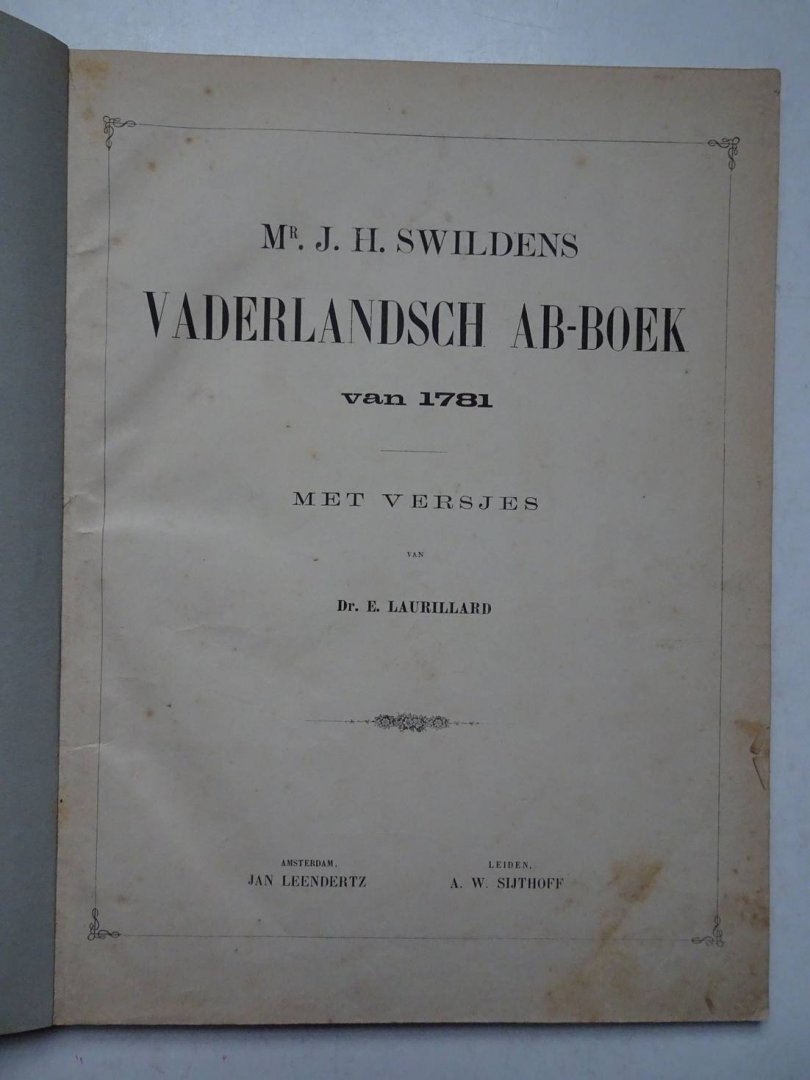 Mr. J. H. SWILDENS
VADERLANDSCH AB-BOEK
van 1781
MET VERSJES
VAN
Dr. E. LAURILLARD
AMSTERDAM,
JAN LEENDERTZ
LEIDEN,
A. W. SIJTHOFF